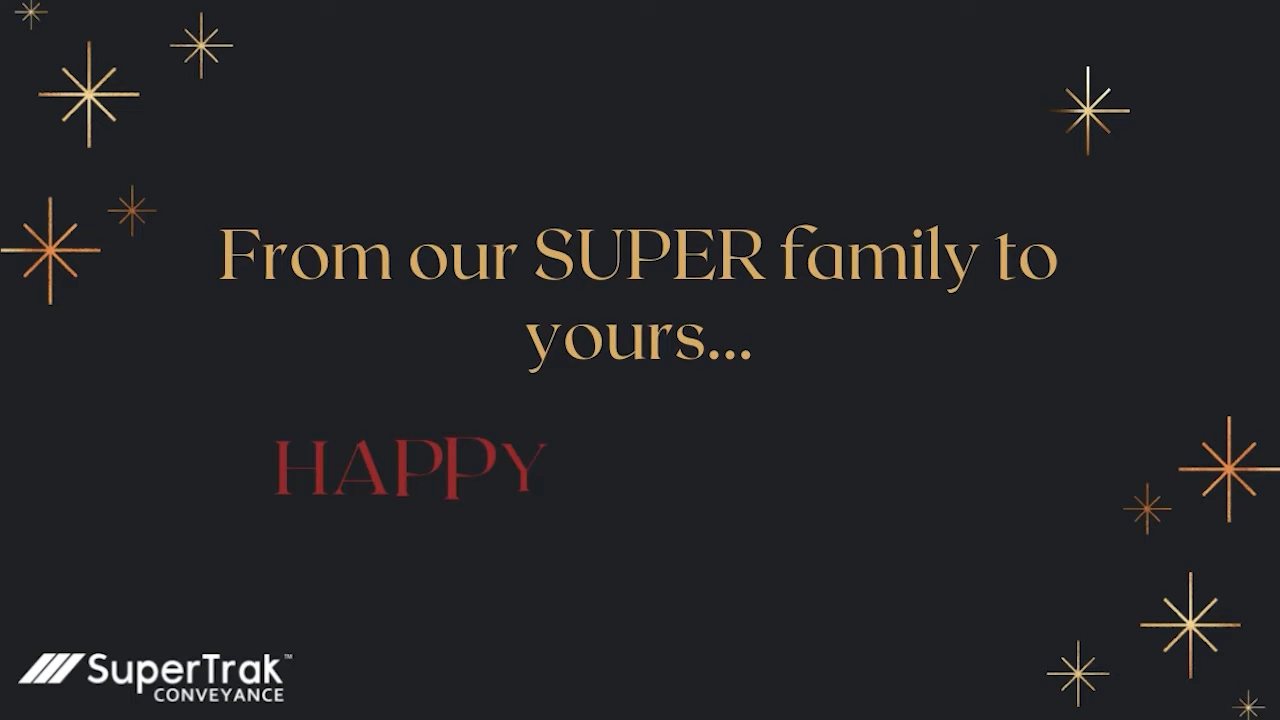 From our SUPER family to
yours...
HAPPY
SuperTrak™
CONVEYANCE